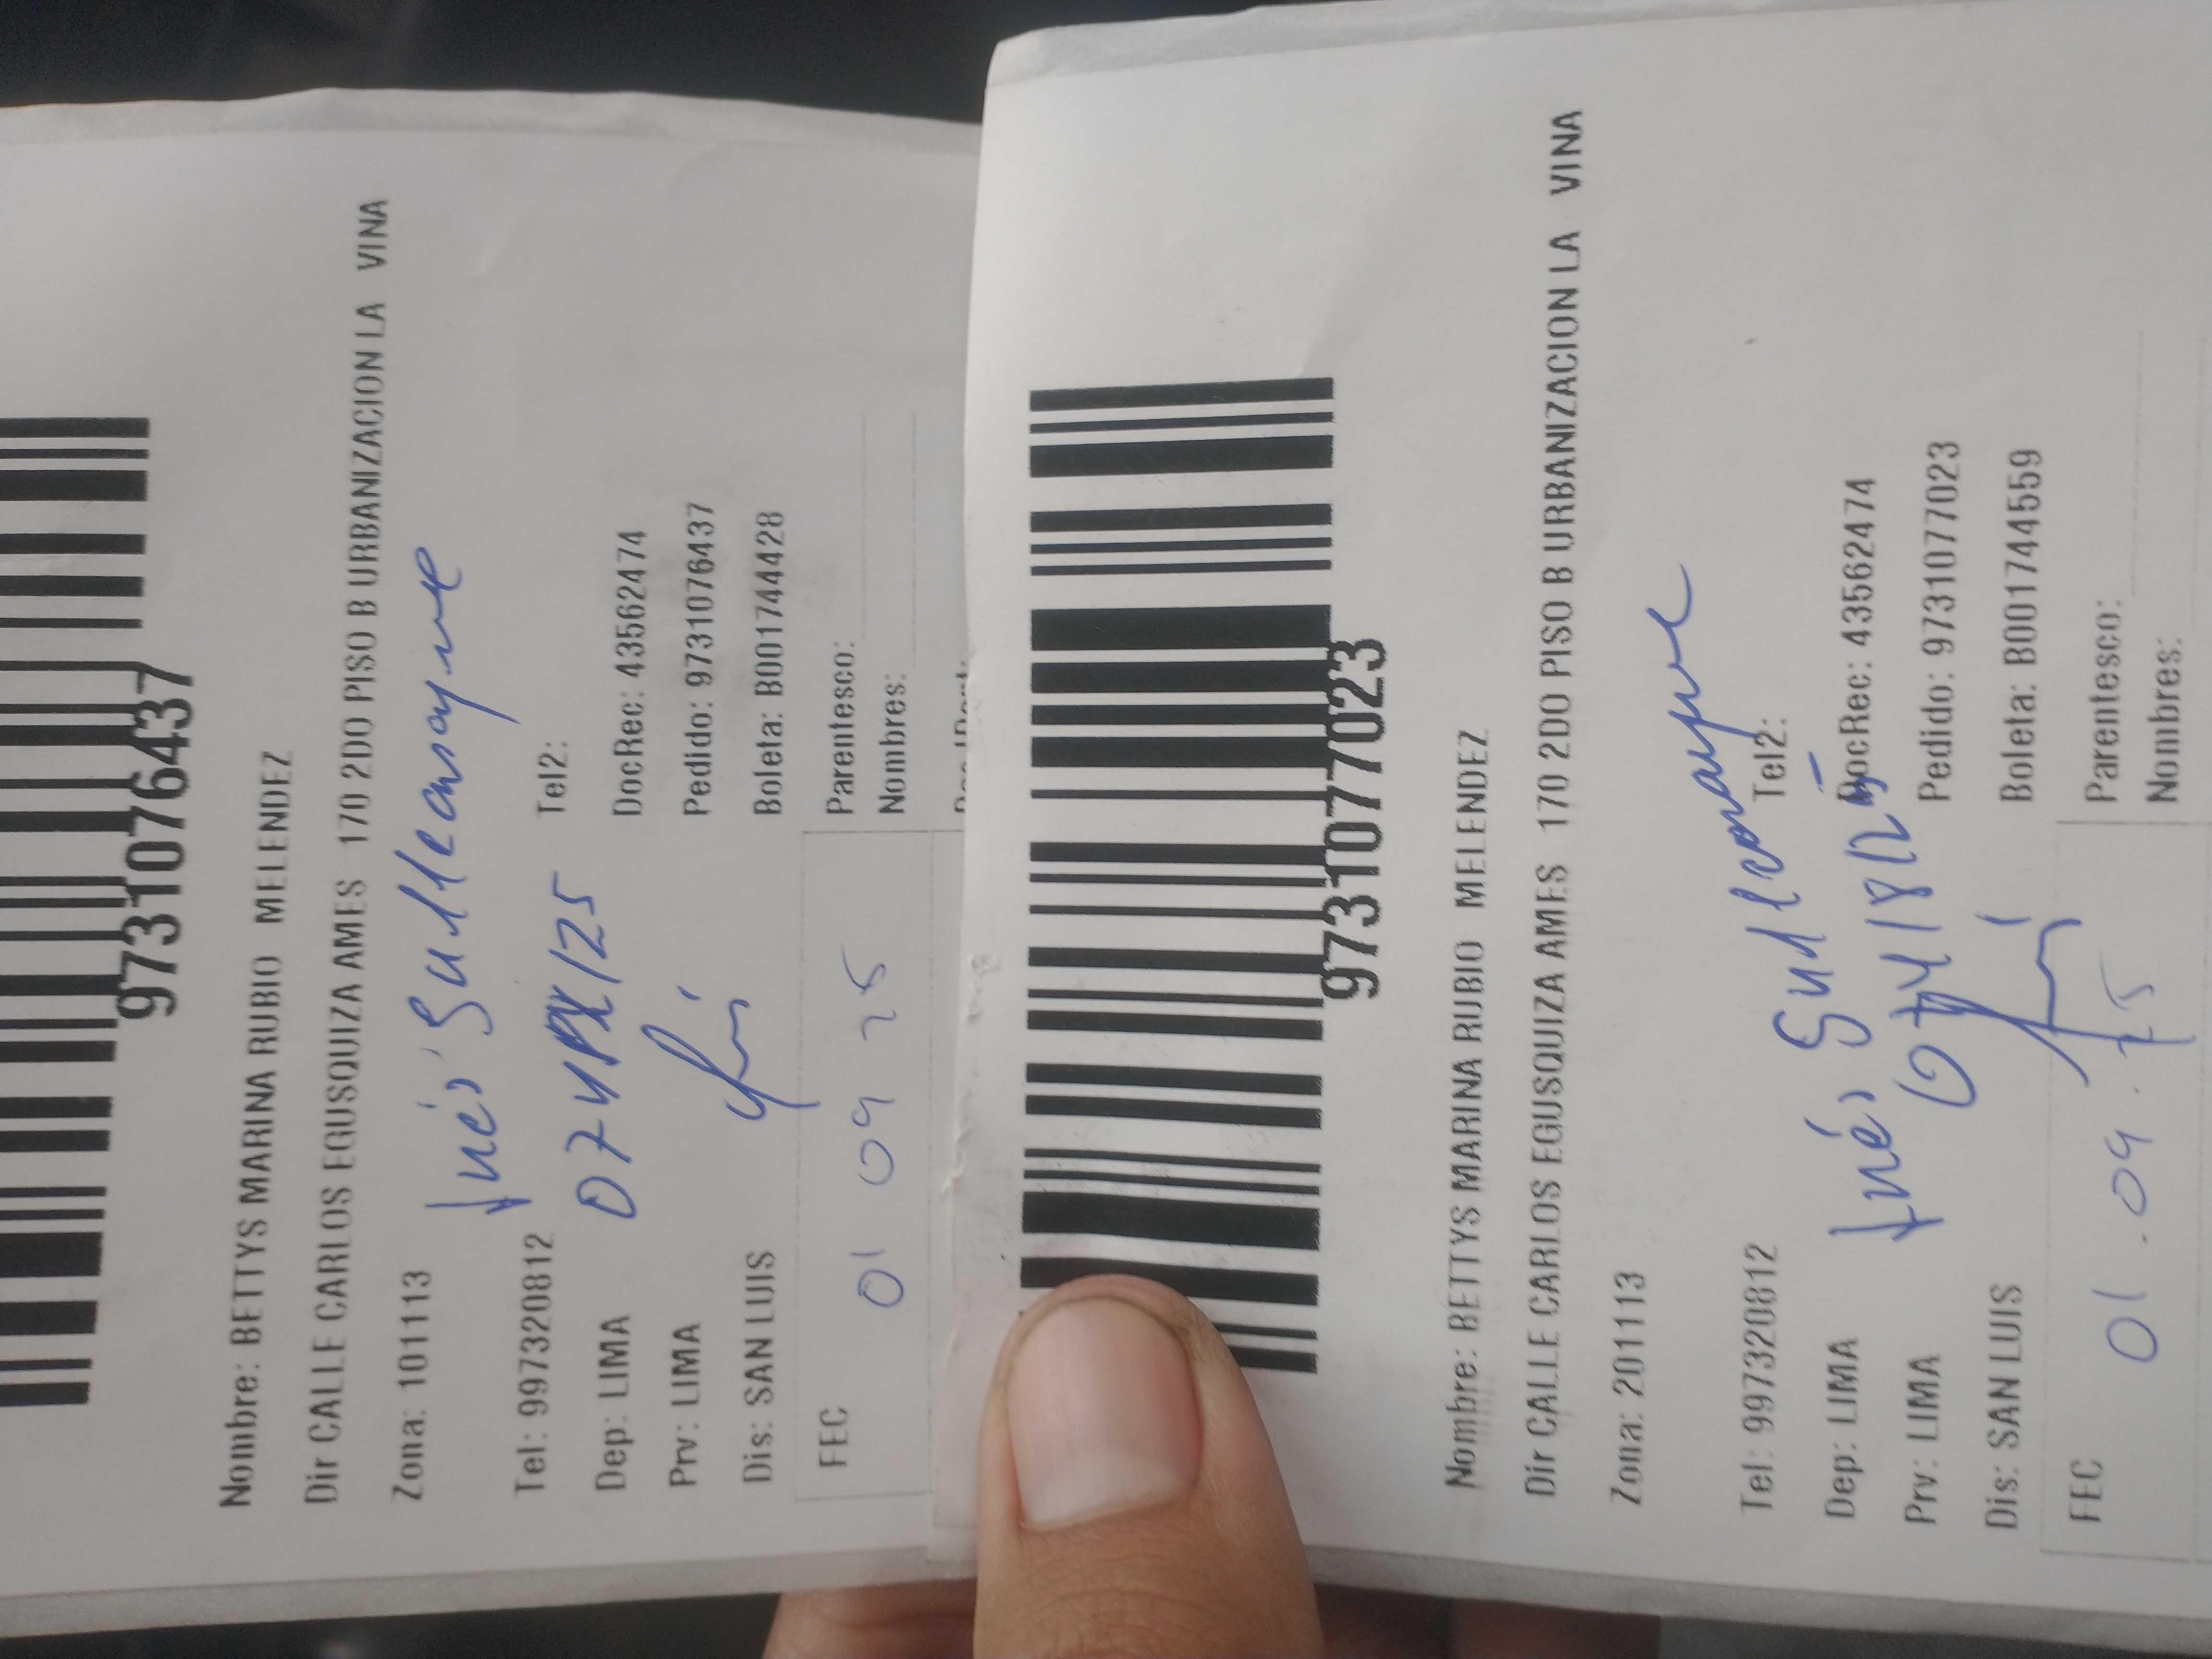 9731076437
Nombre: BETTYS MARINA RUBIO MELENDEZ
Dir CALLE CARLOS EGUSQUIZA AMES 170 2DO PISO B URBANIZACION LA VINA
Zona: 101113
Inés
Tel: 997320812 Tel2:
Dep: LIMA DocRec: 43562474
Prv: LIMA Pedido: 9731076437
Dis: SAN LUIS Boleta: B001744428
FEC Parentesco:
01 09 25 Nombres:
9731077023
Nombre: BETTYS MARINA RUBIO MELENDEZ
Dir CALLE CARLOS EGUSQUIZA AMES 170 2DO PISO B URBANIZACION LA VINA
Zona: 201113
Tel: 997320812 Tel2:
Inés
Dep: LIMA DocRec: 43562474
Prv: LIMA Pedido: 9731077023
Dis: SAN LUIS Boleta: B001744559
FEC Parentesco:
01.09.25 Nombres: